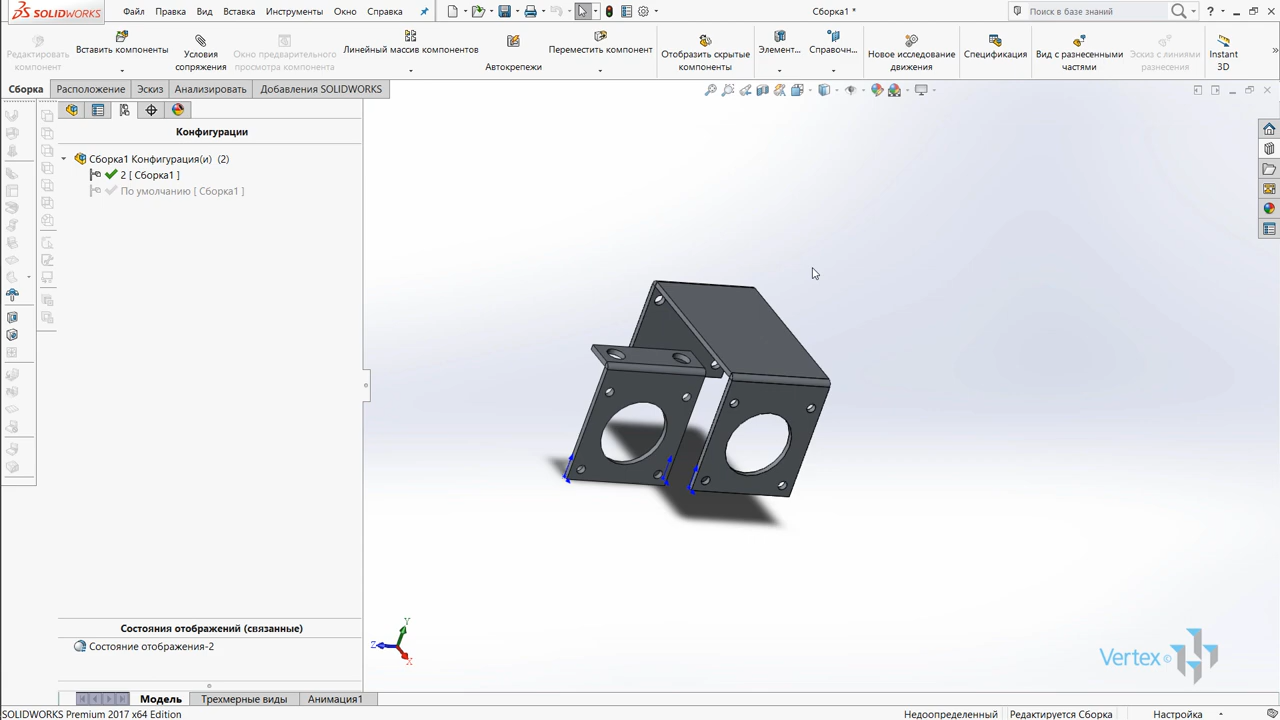 SOLIDWORKS
Файл Правка Вид Вставка Инструменты Окно Справка
Сборка1 *
Поиск в базе знаний
?
Редактировать компонент
Вставить компоненты
Условия сопряжения
Окно предварительного просмотра компонента
Линейный массив компонентов
Автокрепежи
Переместить компонент
Отобразить скрытые компоненты
Элемент...
Справочн...
Новое исследование движения
Спецификация
Вид с разнесенными частями
Эскиз с линиями разнесения
Instant 3D
Сборка Расположение Эскиз Анализировать Добавления SOLIDWORKS
Конфигурации
Сборка1 Конфигурация(и) (2)
2 [ Сборка1 ]
По умолчанию [ Сборка1 ]
Y
Z
X
Состояния отображений (связанные)
Состояние отображения-2
Vertex ©
Модель Трехмерные виды Анимация1
SOLIDWORKS Premium 2017 x64 Edition
Недоопределенный Редактируется Сборка Настройка